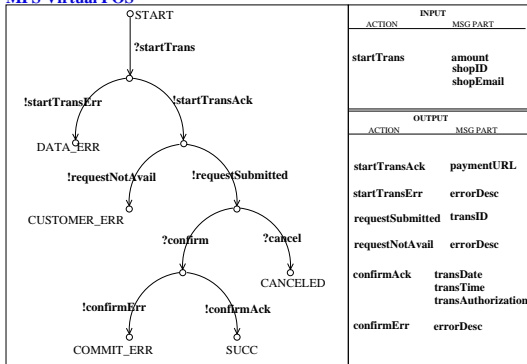 MPS Virtual POS
START
?startTrans
!startTransErr
!startTransAck
DATA_ERR
!requestNotAvail
!requestSubmitted
CUSTOMER_ERR
?confirm
?cancel
CANCELED
!confirmErr
!confirmAck
COMMIT_ERR
SUCC
INPUT
ACTION MSG PART
startTrans amount
shopID
shopEmail
OUTPUT
ACTION MSG PART
startTransAck paymentURL
startTransErr errorDesc
requestSubmitted transID
requestNotAvail errorDesc
confirmAck transDate
transTime
transAuthorization
confirmErr errorDesc